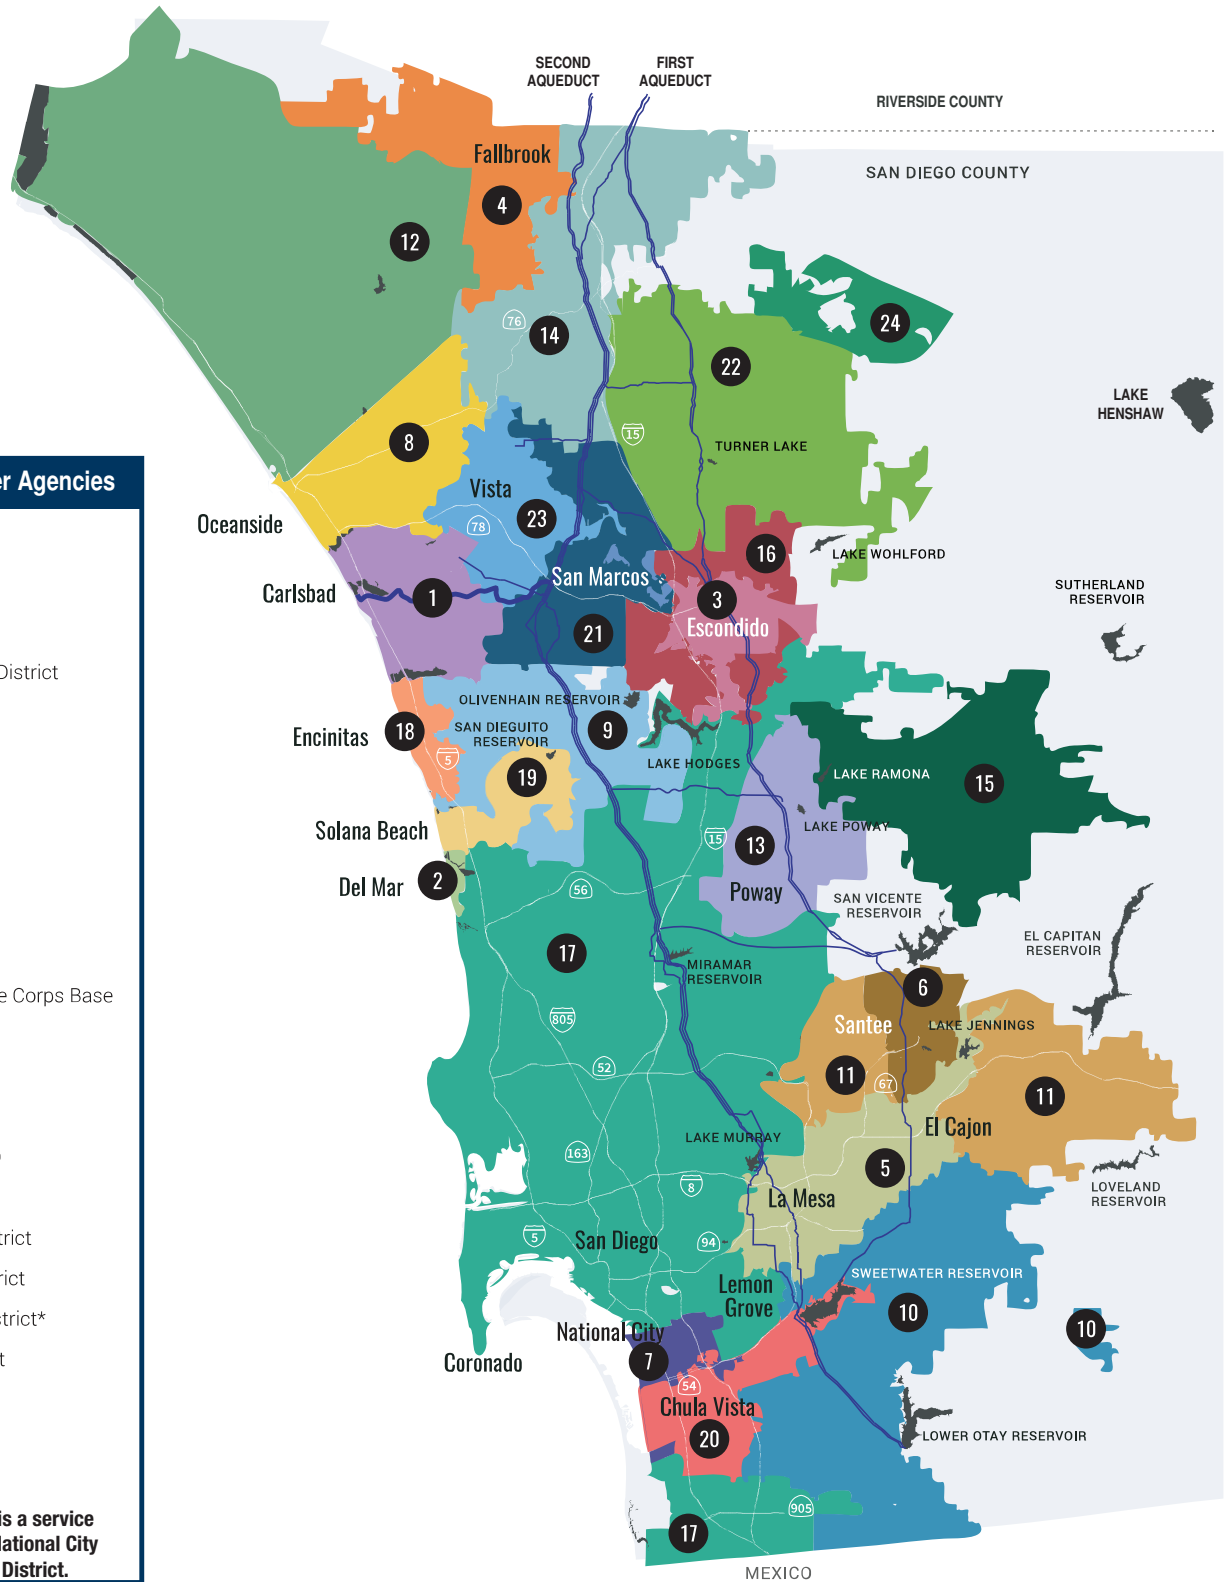 SECOND
AQUEDUCT
FIRST
AQUEDUCT
RIVERSIDE COUNTY
SAN DIEGO COUNTY
Fallbrook
4
12
24
76
14
22
LAKE
HENSHAW
8
15
TURNER LAKE
er Agencies
Vista
23
78
Oceanside
16
LAKE WOHLFORD
San Marcos
SUTHERLAND
RESERVOIR
Carlsbad
1
3
Escondido
21
District
OLIVENHAIN RESERVOIR
18
SAN DIEGUITO
RESERVOIR
9
Encinitas
5
LAKE HODGES
19
LAKE RAMONA
15
Solana Beach
LAKE POWAY
15
13
Del Mar
2
56
Poway
SAN VICENTE
RESERVOIR
17
EL CAPITAN
RESERVOIR
MIRAMAR
RESERVOIR
6
e Corps Base
805
Santee
LAKE JENNINGS
52
11
67
11
El Cajon
LAKE MURRAY
163
5
8
La Mesa
LOVELAND
RESERVOIR
trict
5
San Diego
94
rict
SWEETWATER RESERVOIR
Lemon
Grove
10
strict*
National City
10
t
Coronado
7
54
Chula Vista
20
LOWER OTAY RESERVOIR
905
is a service
National City
District.
17
MEXICO